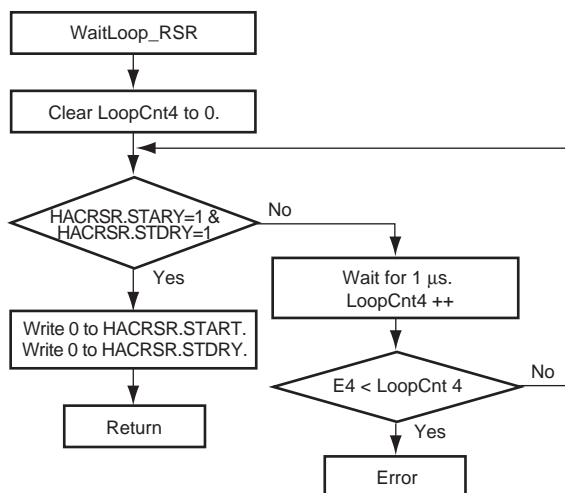 WaitLoop_RSR
Clear LoopCnt4 to 0.
HACRSR.STARY=1 &
HACRSR.STDRY=1
No
Yes
Wait for 1 μs.
LoopCnt4 ++
Write 0 to HACRSR.START.
Write 0 to HACRSR.STDRY.
E4 < LoopCnt 4
No
Yes
Return
Error